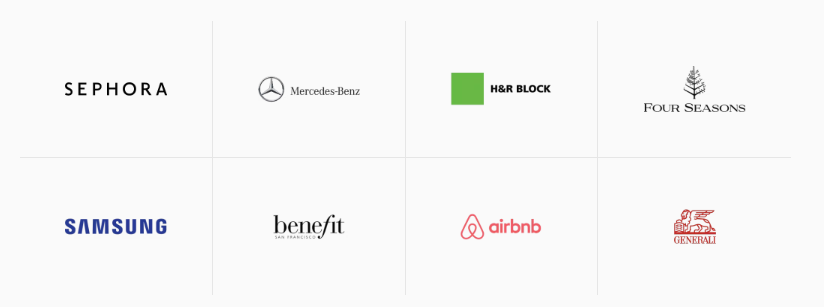 SEPHORA
Mercedes-Benz
H&R BLOCK
FOUR SEASONS
SAMSUNG
benefit
SAN FRANCISCO
airbnb
GENERALI